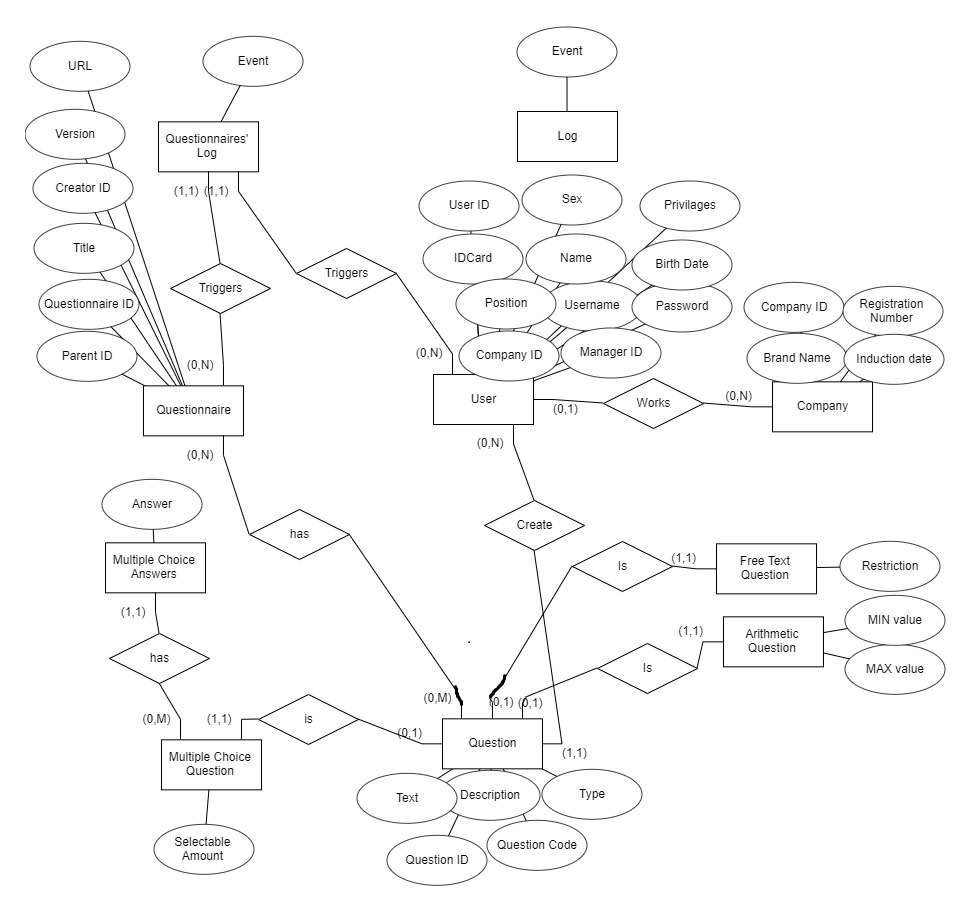 Event
URL
Event
Version
Questionnaires'
Log
Log
(1,1)
(1,1)
Creator ID
User ID
Sex
Privilages
Title
IDCard
Name
Birth Date
Triggers
Triggers
Questionnaire ID
Position
Username
Password
Company ID
Registration
Number
Parent ID
(0,N)
(0,N)
Company ID
Manager ID
Brand Name
Induction date
Questionnaire
User
(0,1)
Works
(0,N)
Company
(0,N)
(0,N)
Answer
Create
has
Multiple Choice
Answers
Is
(1,1)
Free Text
Question
Restriction
(1,1)
MIN value
(1,1)
Arithmetic
Question
has
Is
MAX value
(0,M)
(0,1)
(0,1)
(0,M)
(1,1)
is
(0,1)
Question
(1,1)
Multiple Choice
Question
Text
Description
Type
Selectable
Amount
Question ID
Question Code